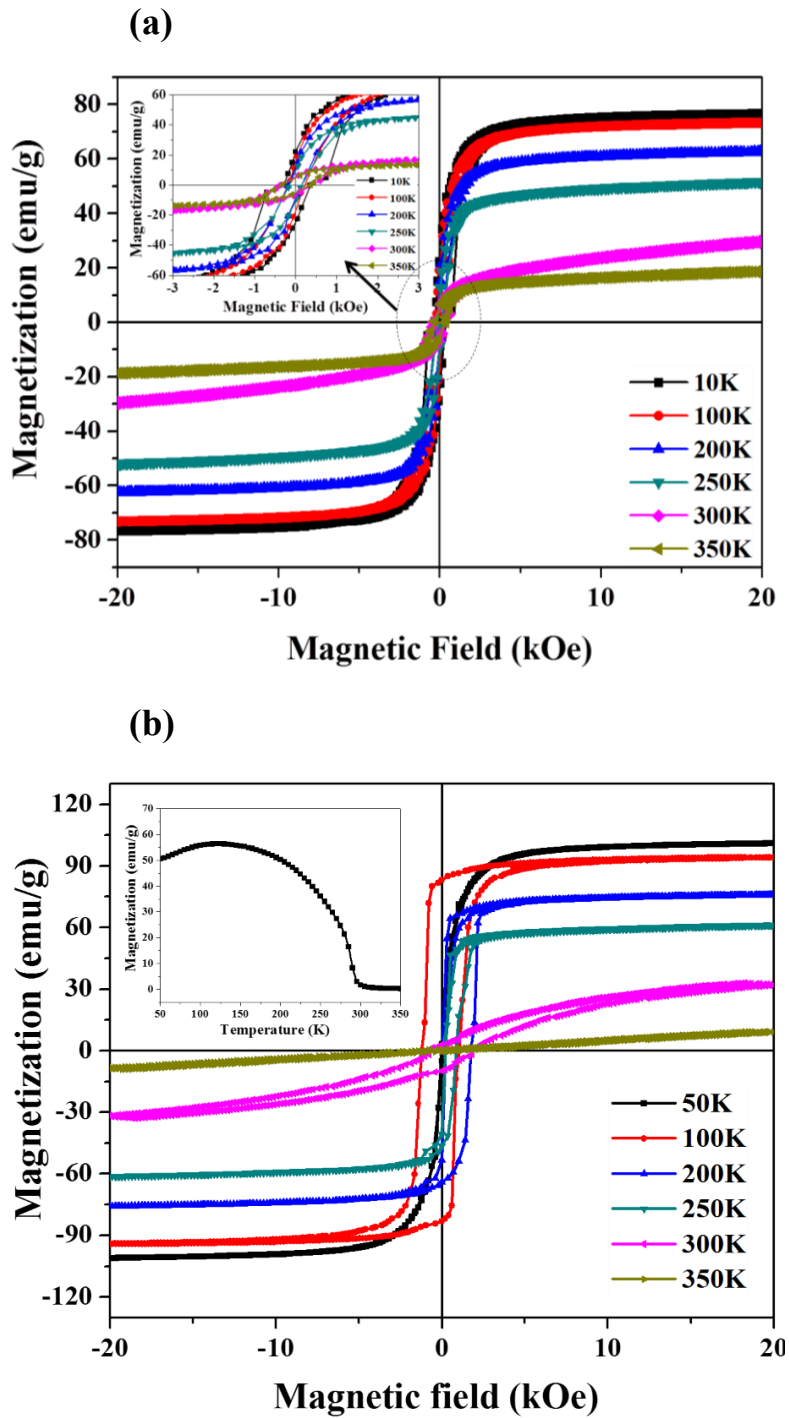 (a)
Magnetization (emu/g)
80
60
40
20
0
-20
-40
-60
-80
-20
-10
0
10
20
Magnetic Field (kOe)
Magnetization (emu/g)
60
40
20
0
-20
-40
-60
-3
-2
-1
0
1
2
3
Magnetic Field (kOe)
10K
100K
200K
250K
300K
350K
10K
100K
200K
250K
300K
350K
(b)
Magnetization (emu/g)
120
90
60
30
0
-30
-60
-90
-120
-20
-10
0
10
20
Magnetic field (kOe)
Magnetization (emu/g)
70
60
50
40
30
20
10
0
50
100
150
200
250
300
350
Temperature (K)
50K
100K
200K
250K
300K
350K